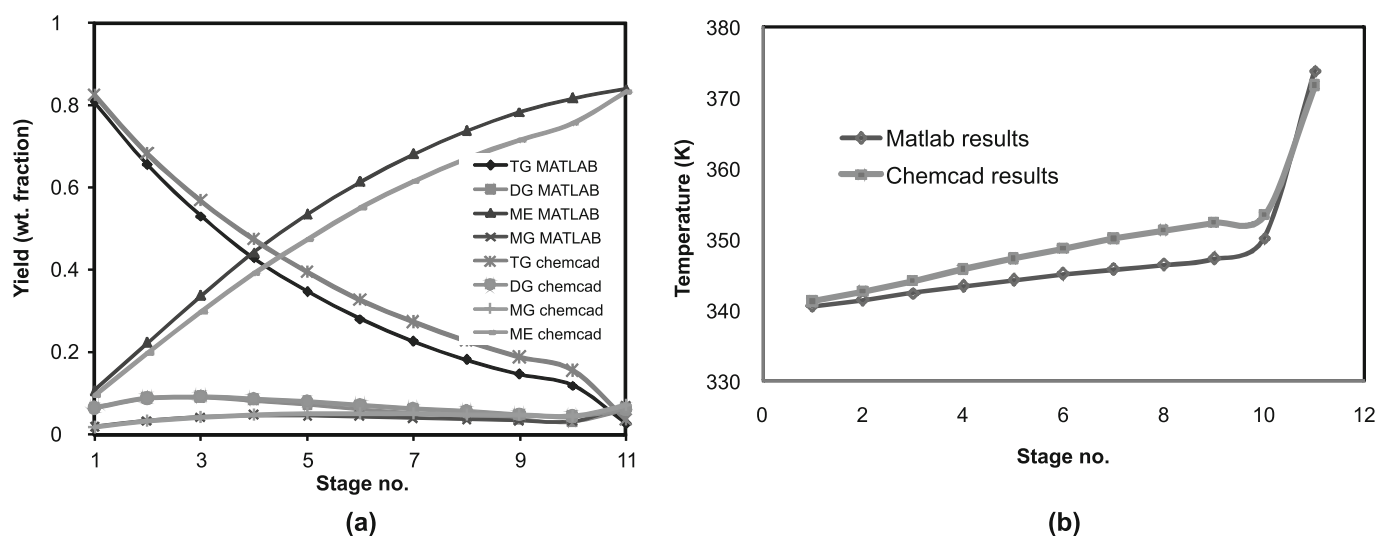 1
0.8
0.6
0.4
0.2
0
Yield (wt. fraction)
TG MATLAB
DG MATLAB
ME MATLAB
MG MATLAB
TG chemcad
DG chemcad
MG chemcad
ME chemcad
1 3 5 7 9 11
Stage no.
(a)
380
370
360
350
340
330
Temperature (K)
Matlab results
Chemcad results
0 2 4 6 8 10 12
Stage no.
(b)